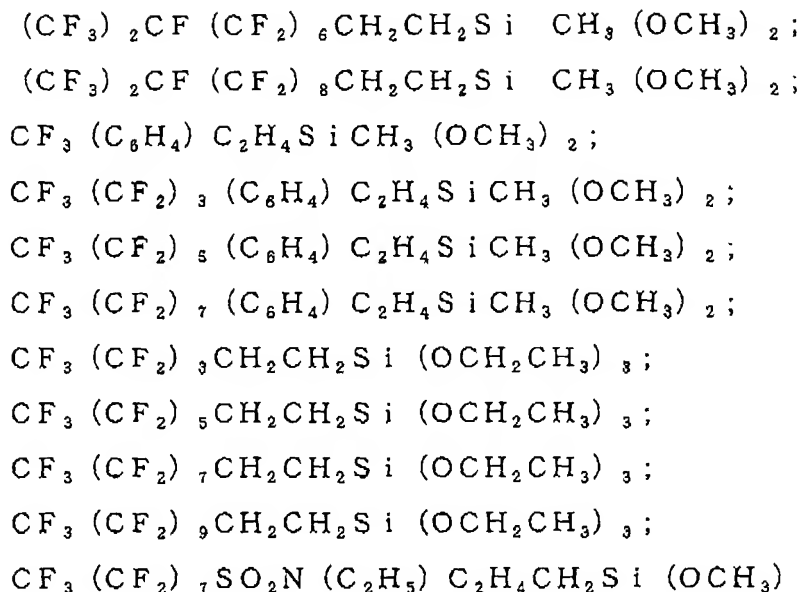 (CF₃)₂CF(CF₂)₆CH₂CH₂Si CH₃(OCH₃)₂;
(CF₃)₂CF(CF₂)₈CH₂CH₂Si CH₃(OCH₃)₂;
CF₃(C₆H₄)C₂H₄SiCH₃(OCH₃)₂;
CF₃(CF₂)₃(C₆H₄)C₂H₄SiCH₃(OCH₃)₂;
CF₃(CF₂)₅(C₆H₄)C₂H₄SiCH₃(OCH₃)₂;
CF₃(CF₂)₇(C₆H₄)C₂H₄SiCH₃(OCH₃)₂;
CF₃(CF₂)₃CH₂CH₂Si(OCH₂CH₃)₃;
CF₃(CF₂)₅CH₂CH₂Si(OCH₂CH₃)₃;
CF₃(CF₂)₇CH₂CH₂Si(OCH₂CH₃)₃;
CF₃(CF₂)₉CH₂CH₂Si(OCH₂CH₃)₃;
CF₃(CF₂)₇SO₂N(C₂H₅)C₂H₄CH₂Si(OCH₃)